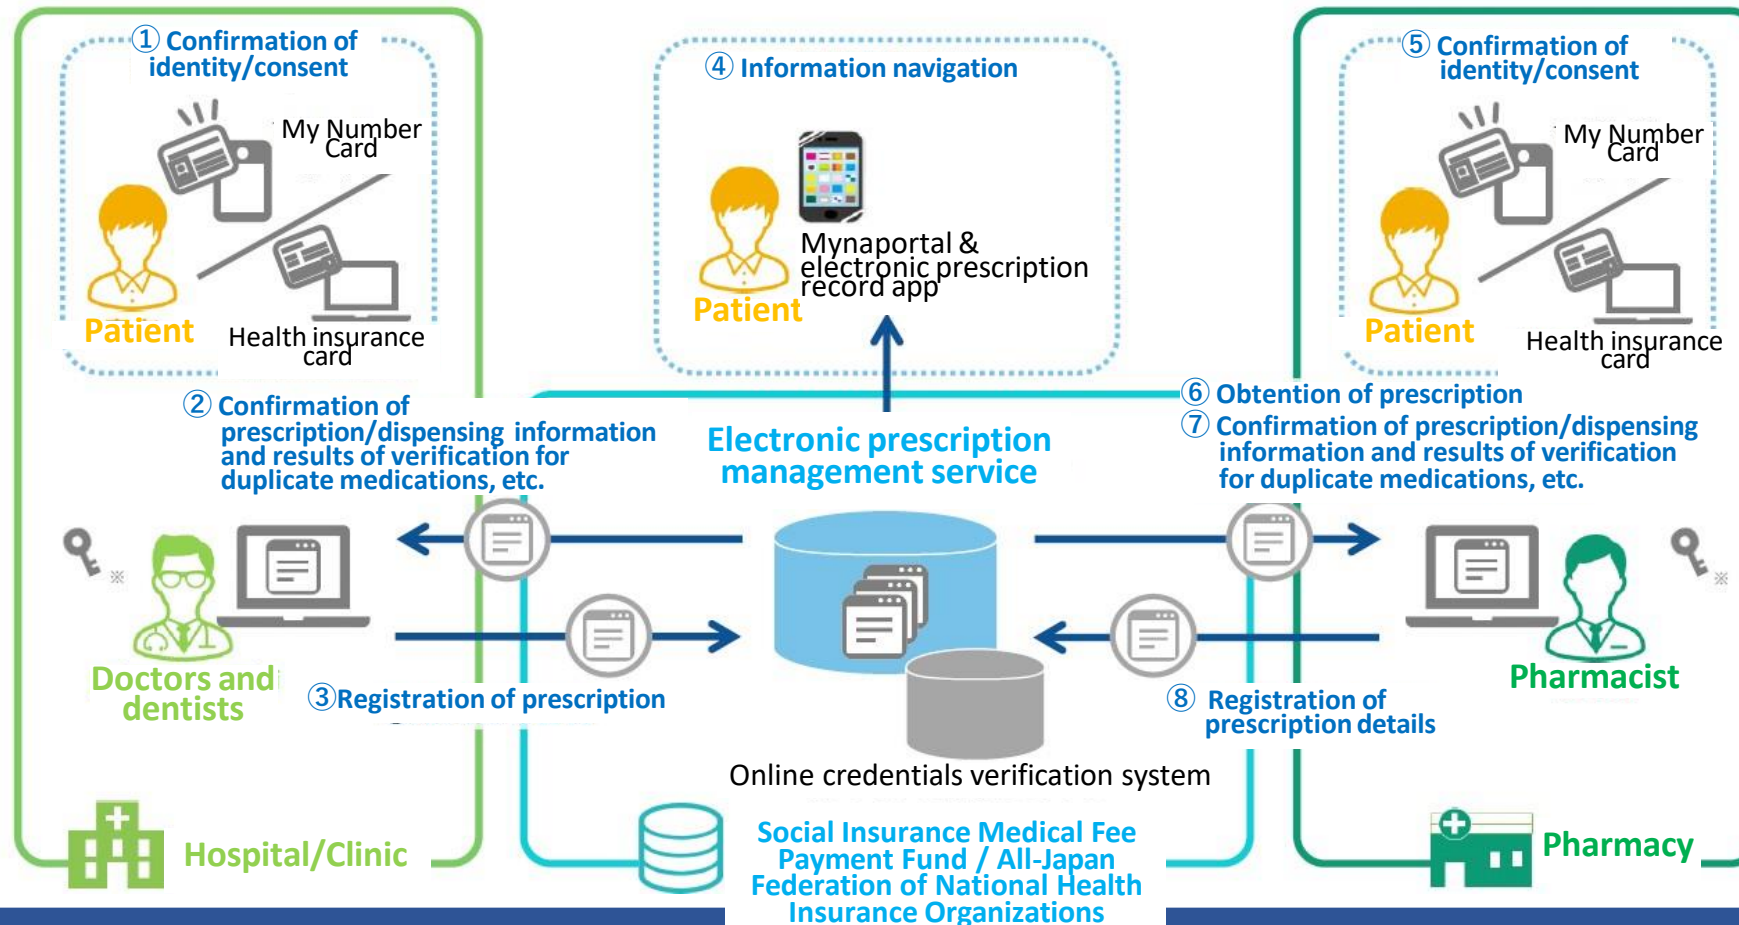 ① Confirmation of
identity/consent
My Number
Card
Patient
Health insurance
card
② Confirmation of
prescription/dispensing information
and results of verification for
duplicate medications, etc.
※
Doctors and
dentists
③Registration of prescription
Hospital/Clinic
④ Information navigation
Mynaportal &
electronic prescription
record app
Patient
Electronic prescription
management service
Online credentials verification system
Social Insurance Medical Fee
Payment Fund / All-Japan
Federation of National Health
Insurance Organizations
⑤ Confirmation of
identity/consent
My Number
Card
Patient
Health insurance
card
⑥ Obtention of prescription
⑦ Confirmation of prescription/dispensing
information and results of verification
for duplicate medications, etc.
※
Pharmacist
⑧ Registration of
prescription details
Pharmacy